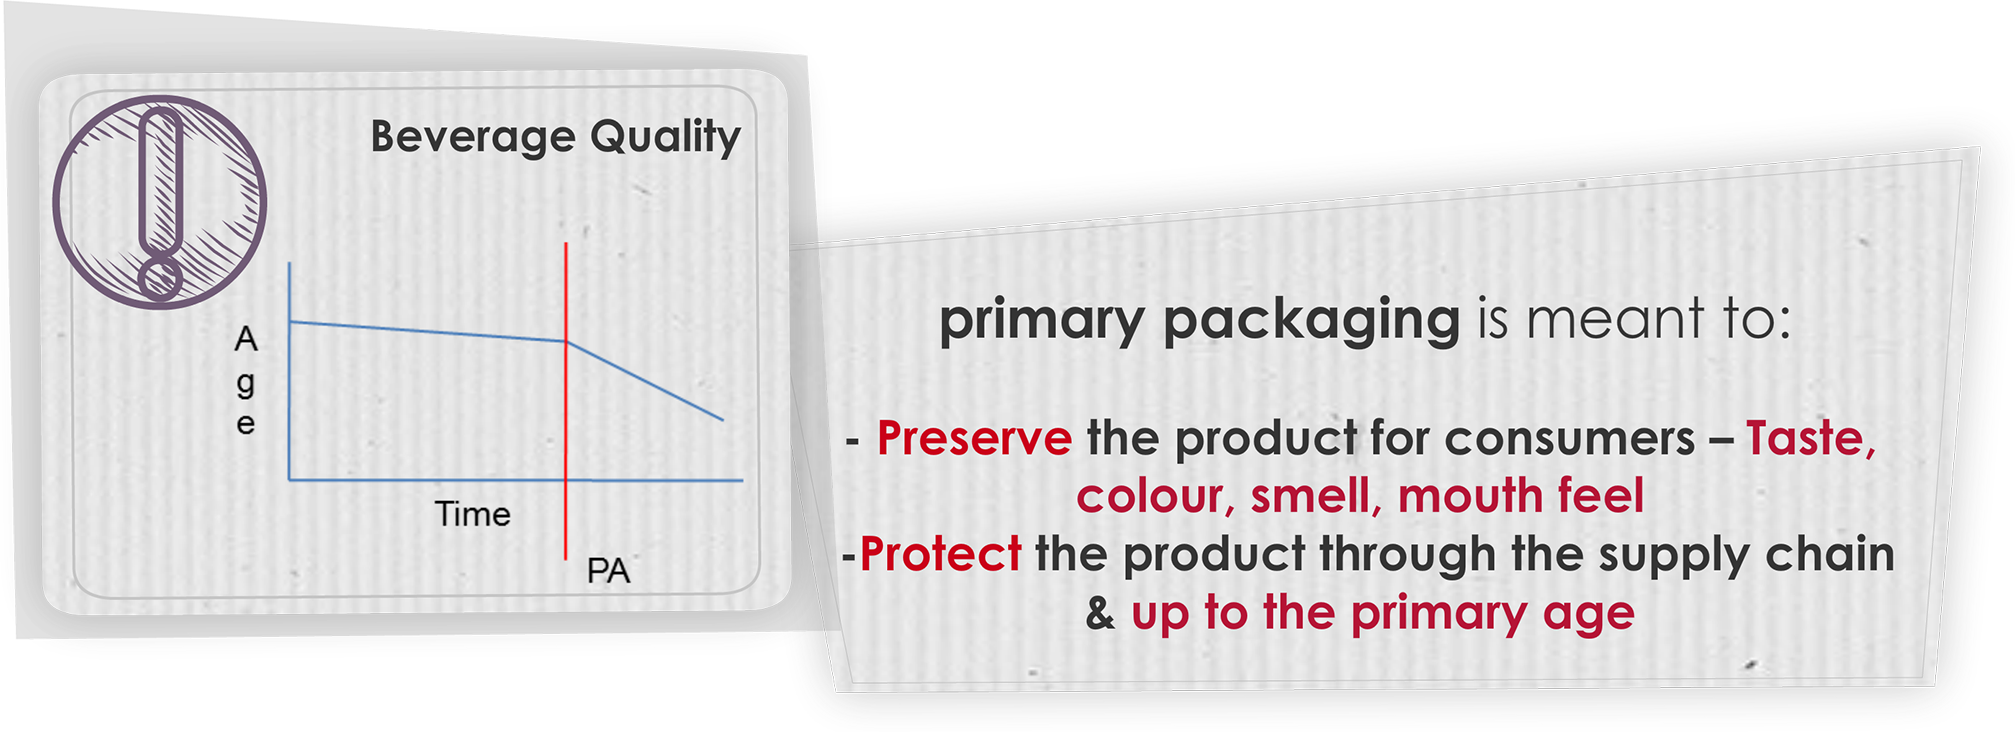 Beverage Quality
Age
Time
PA
primary packaging is meant to:
- Preserve the product for consumers – Taste,
colour, smell, mouth feel
-Protect the product through the supply chain
& up to the primary age